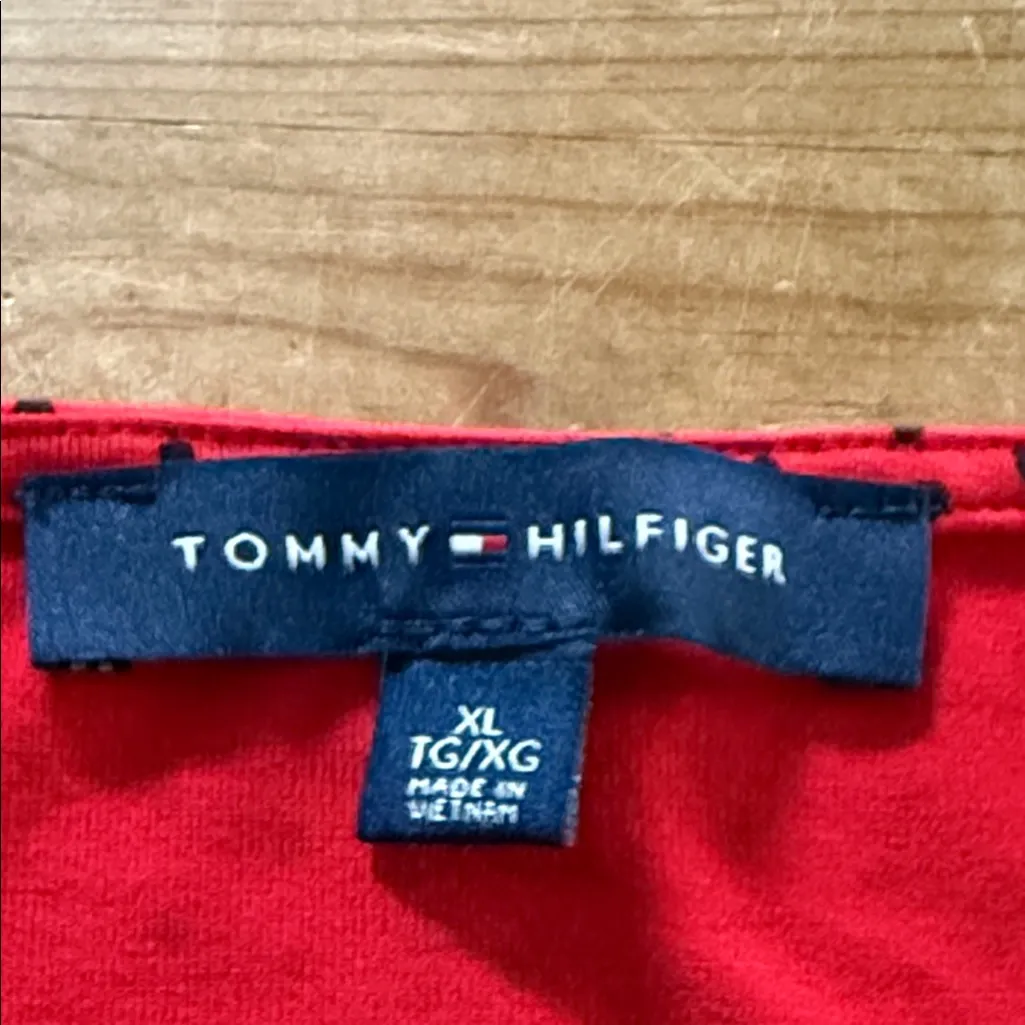 TOMMY HILFIGER
XL
TG/XG
MADE IN
VIETNAM